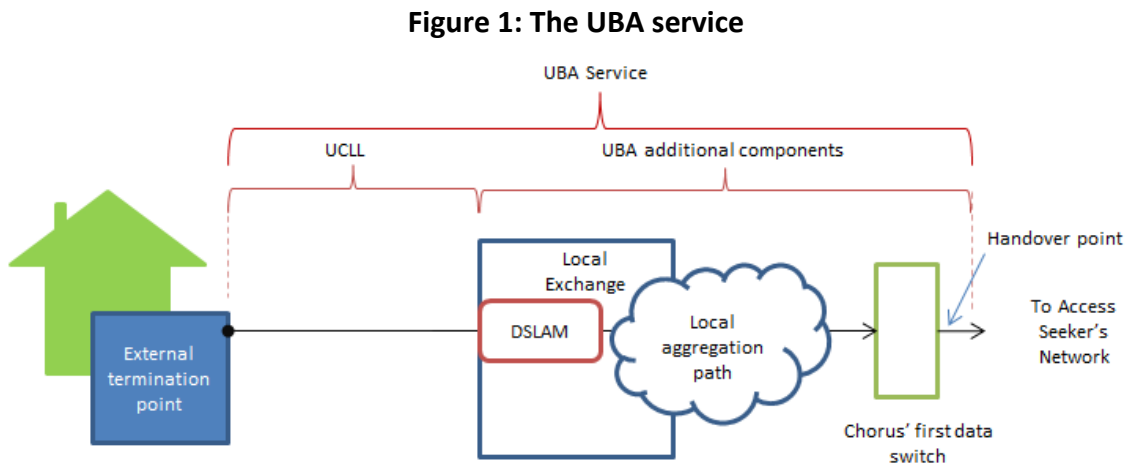 Figure 1: The UBA service
UBA Service
UCLL
UBA additional components
Handover point
Local
Exchange
DSLAM
Local
aggregation
path
To Access
Seeker's
Network
External
termination
point
Chorus' first data
switch